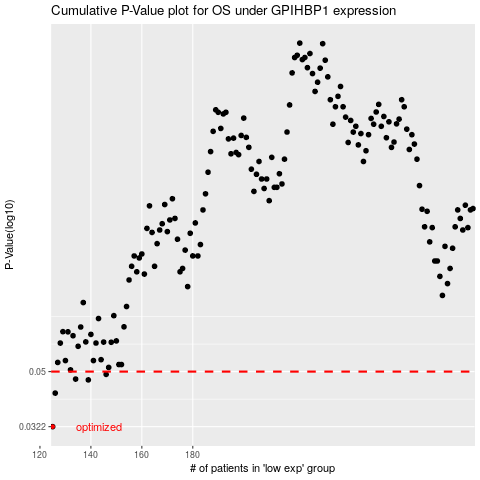 Cumulative P-Value plot for OS under GPIHBP1 expression
P-Value(log10)
0.05
0.0322
optimized
120 140 160 180
# of patients in 'low exp' group